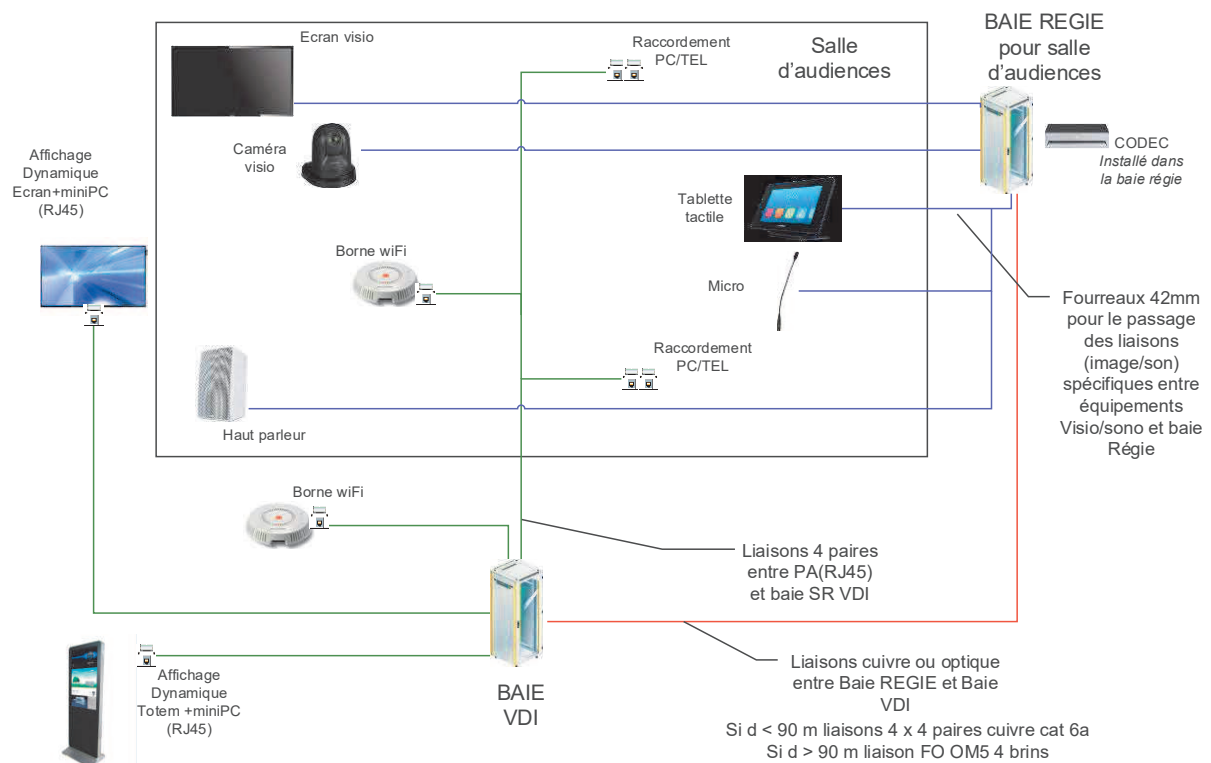 Ecran visio
Raccordement
PC/TEL
Salle
d'audiences
BAIE REGIE
pour salle
d'audiences
Affichage
Dynamique
Ecran+miniPC
(RJ45)
Caméra
visio
CODEC
Installé dans
la baie régie
Tablette
tactile
Borne wiFi
Micro
Fourreaux 42mm
pour le passage
des liaisons
(image/son)
spécifiques entre
équipements
Visio/sono et baie
Régie
Raccordement
PC/TEL
Haut parleur
Borne wiFi
Liaisons 4 paires
entre PA(RJ45)
et baie SR VDI
Affichage
Dynamique
Totem +miniPC
(RJ45)
BAIE
VDI
Liaisons cuivre ou optique
entre Baie REGIE et Baie
VDI
Si d < 90 m liaisons 4 x 4 paires cuivre cat 6a
Si d > 90 m liaison FO OM5 4 brins